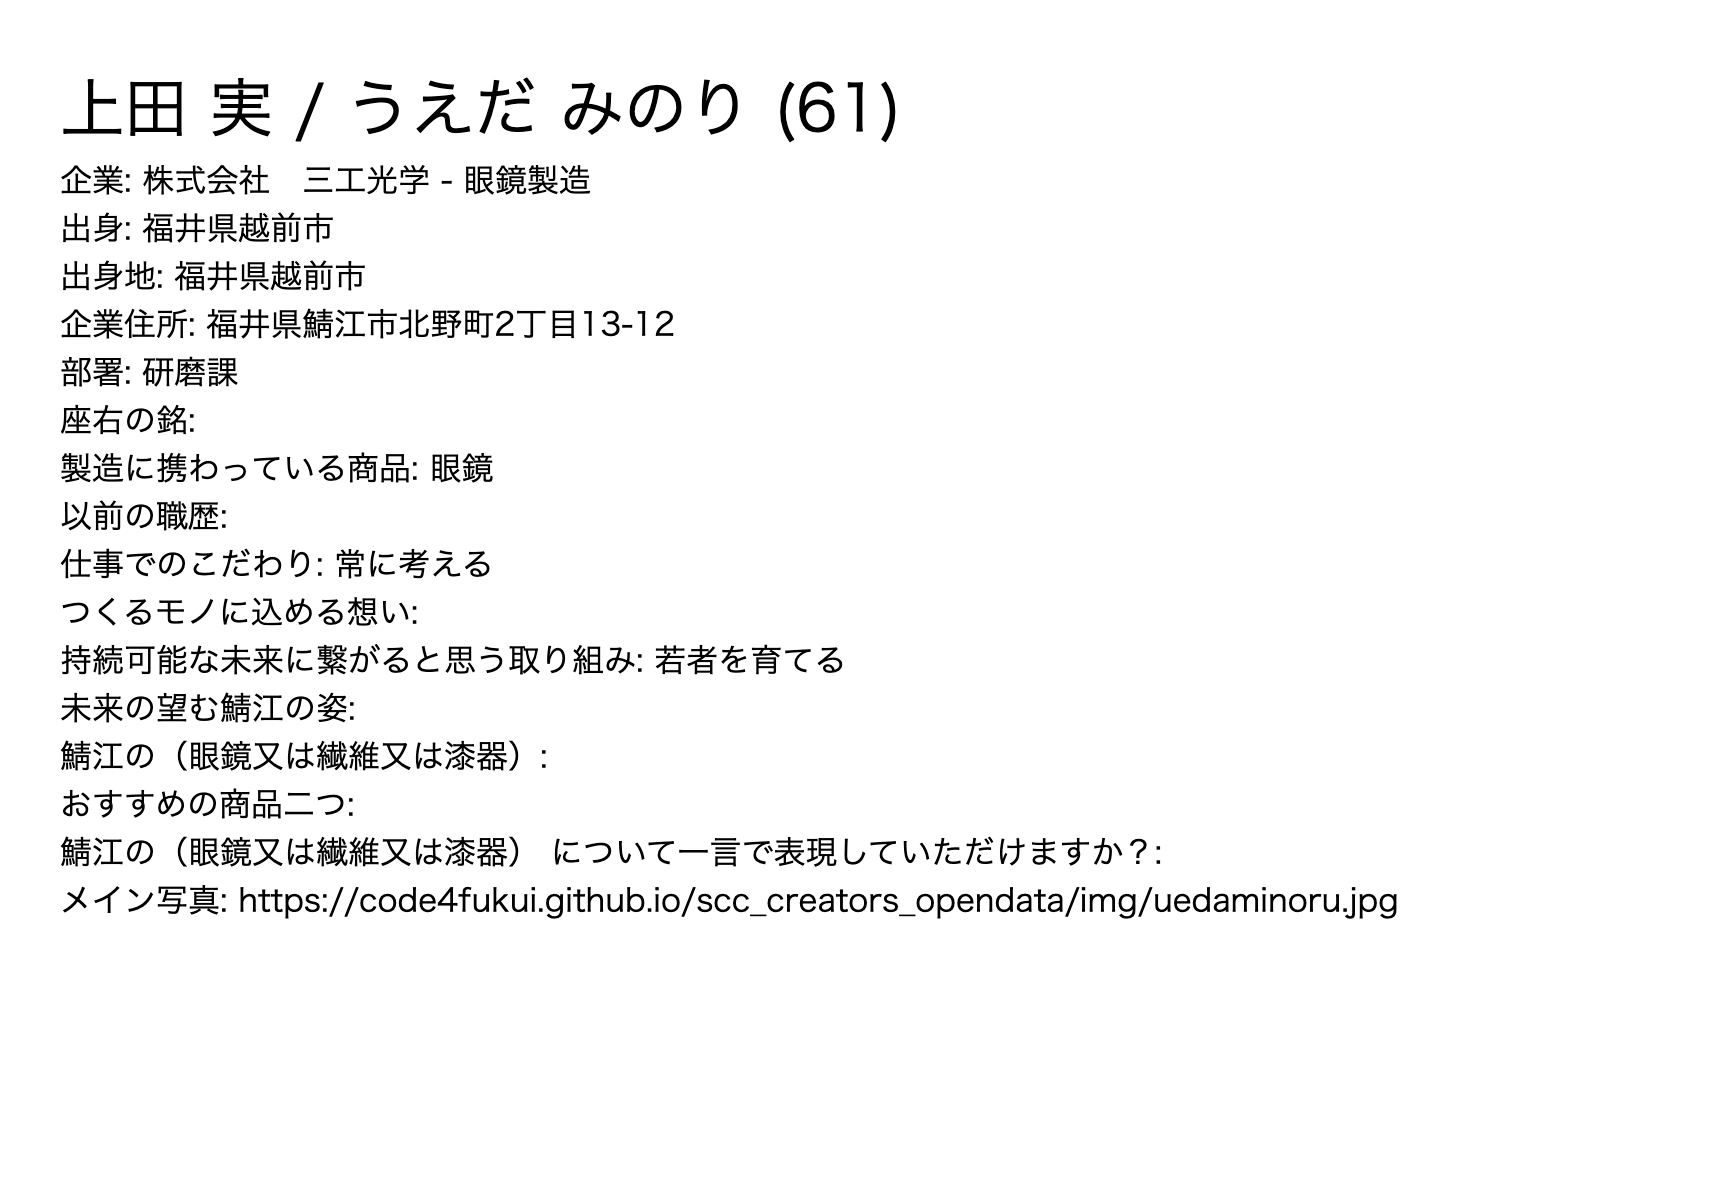 上田 実 / うえだ みのり (61)
企業: 株式会社　三工光学 - 眼鏡製造
出身: 福井県越前市
出身地: 福井県越前市
企業住所: 福井県鯖江市北野町2丁目13-12
部署: 研磨課
座右の銘:
製造に携わっている商品: 眼鏡
以前の職歴:
仕事でのこだわり: 常に考える
つくるモノに込める想い:
持続可能な未来に繋がると思う取り組み: 若者を育てる
未来の望む鯖江の姿:
鯖江の（眼鏡又は繊維又は漆器）:
おすすめの商品二つ:
鯖江の（眼鏡又は繊維又は漆器） について一言で表現していただけますか？:
メイン写真: https://code4fukui.github.io/scc_creators_opendata/img/uedaminoru.jpg